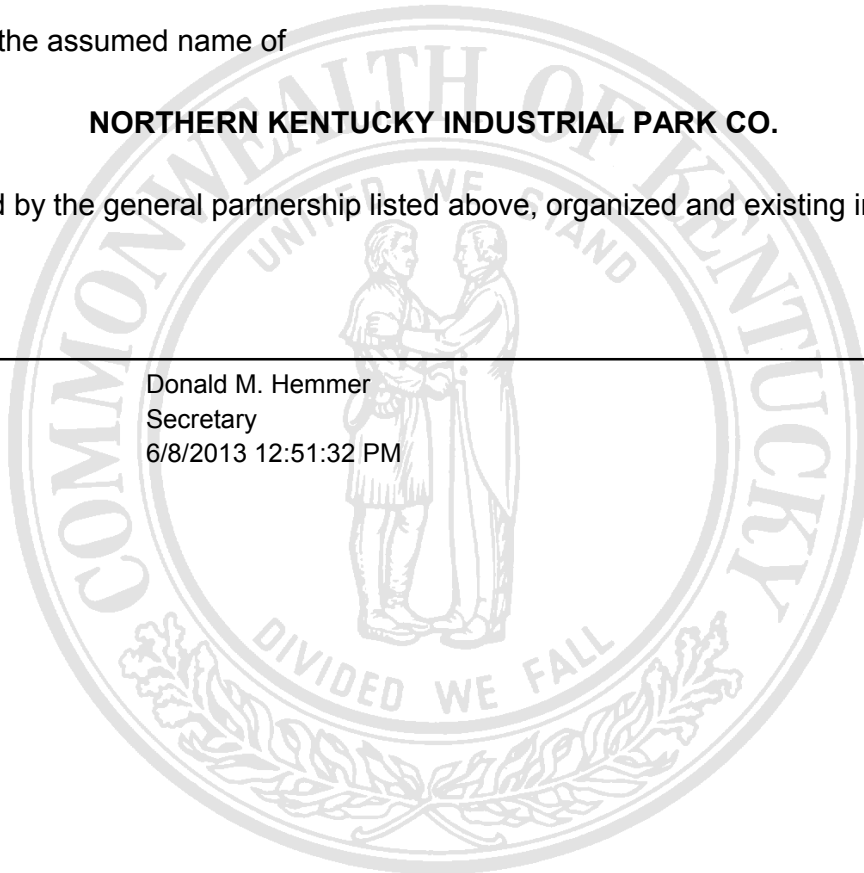 the assumed name of
NORTHERN KENTUCKY INDUSTRIAL PARK CO.
d by the general partnership listed above, organized and existing i
Donald M. Hemmer
Secretary
6/8/2013 12:51:32 PM
COMMONWEALTH OF KENTUCKY
UNITED WE STAND
DIVIDED WE FALL